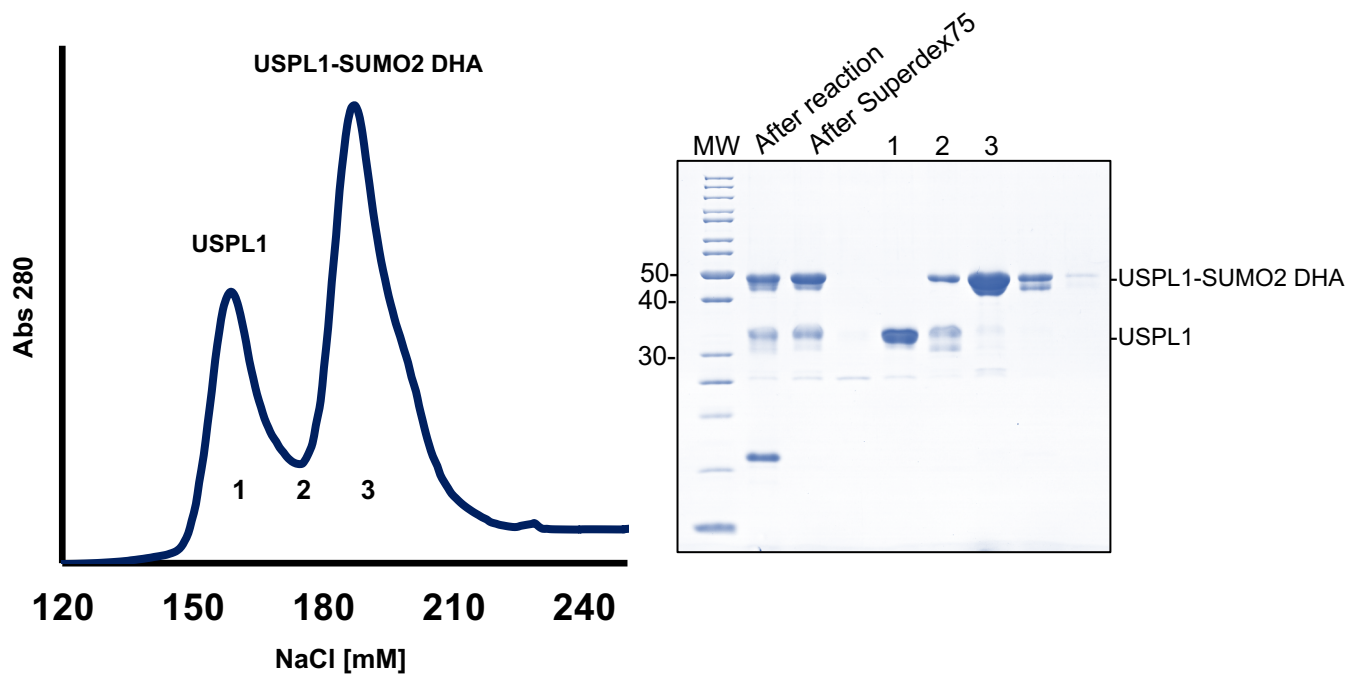 USPL1-SUMO2 DHA
USPL1
Abs 280
1 2 3
120 150 180 210 240
NaCl [mM]
After reaction
After Superdex75
MW 1 2 3
50-
40-
30-
-USPL1-SUMO2 DHA
-USPL1